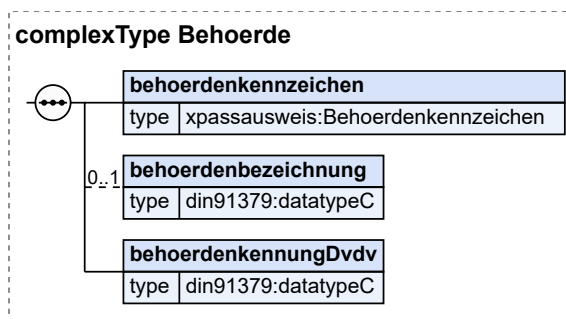 complexType Behoerde
behoerdenkennzeichen
type xpassausweis:Behoerdenkennzeichen
0..1
behoerdenbezeichnung
type din91379:datatypeC
behoerdenkennungDvdv
type din91379:datatypeC